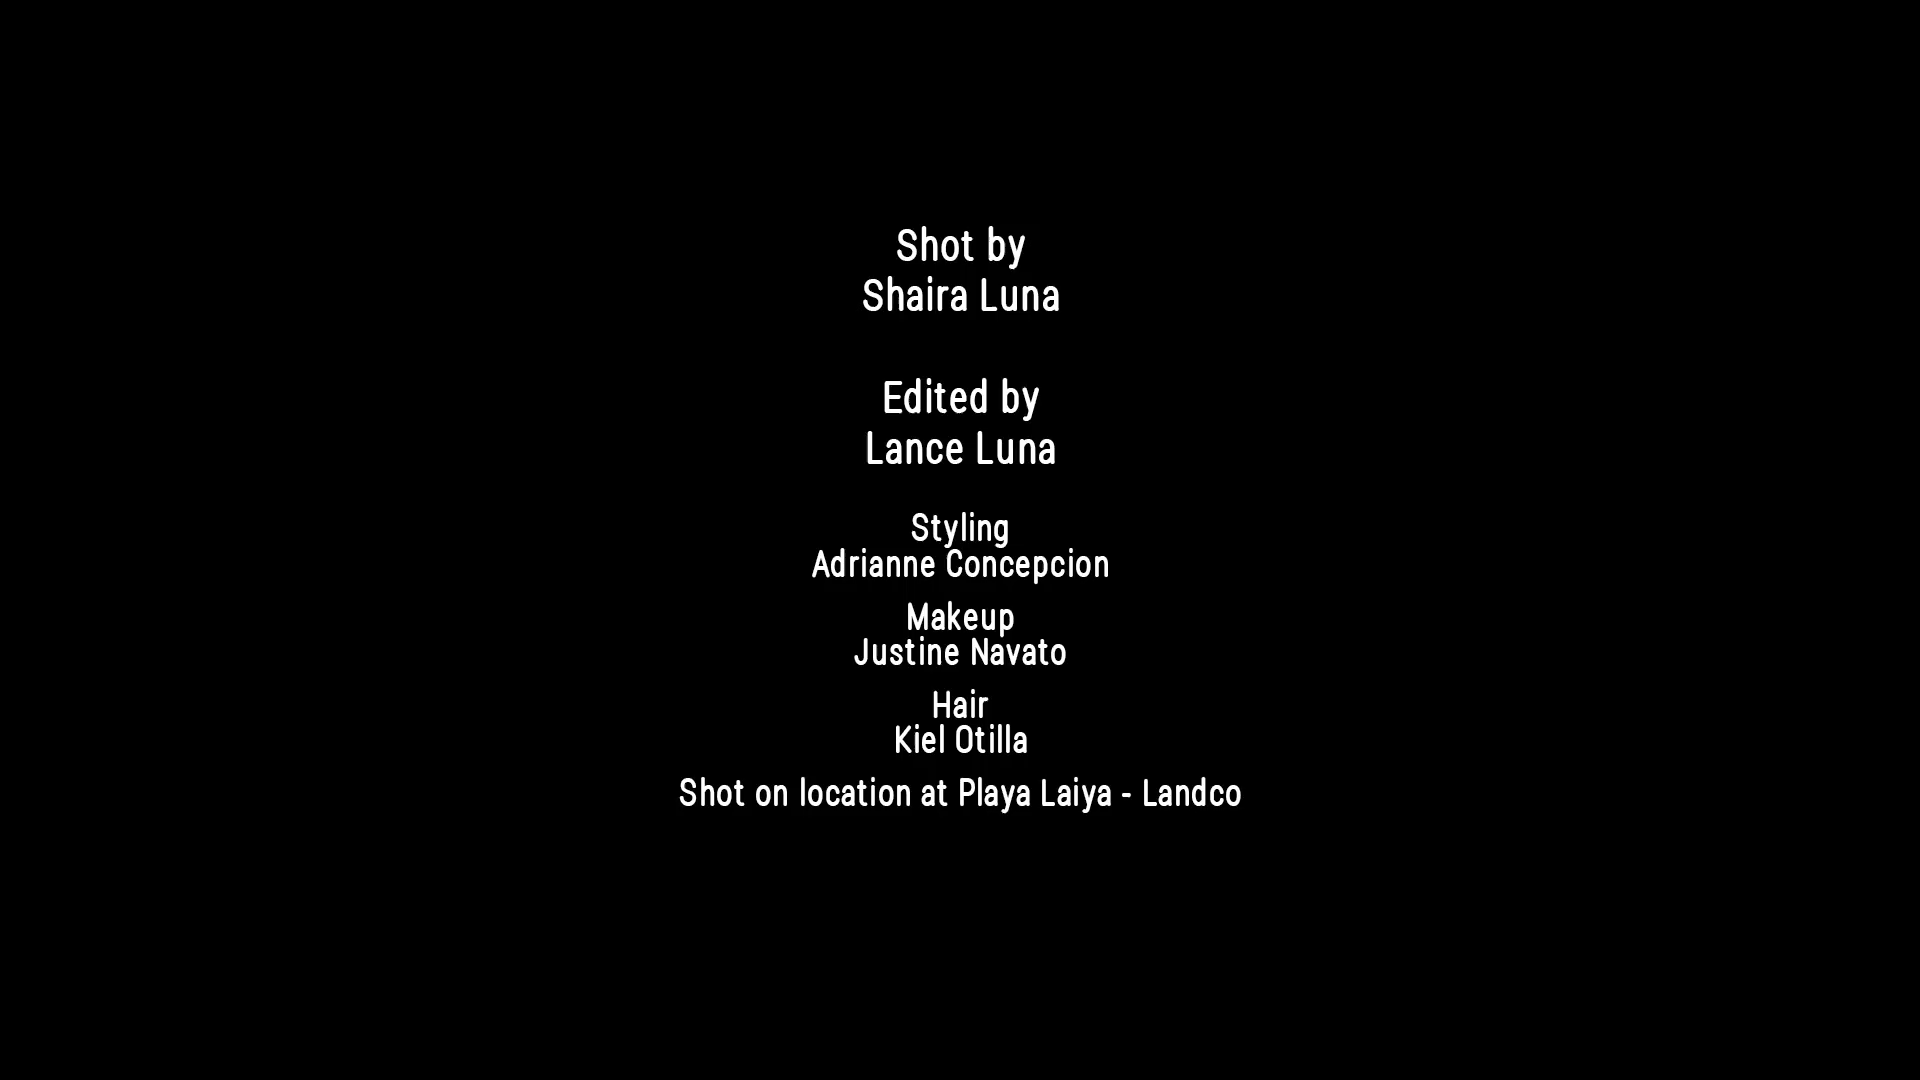 Shot by
Shaira Luna
Edited by
Lance Luna
Styling
Adrianne Concepcion
Makeup
Justine Navato
Hair
Kiel Otilla
Shot on location at Playa Laiya - Landco